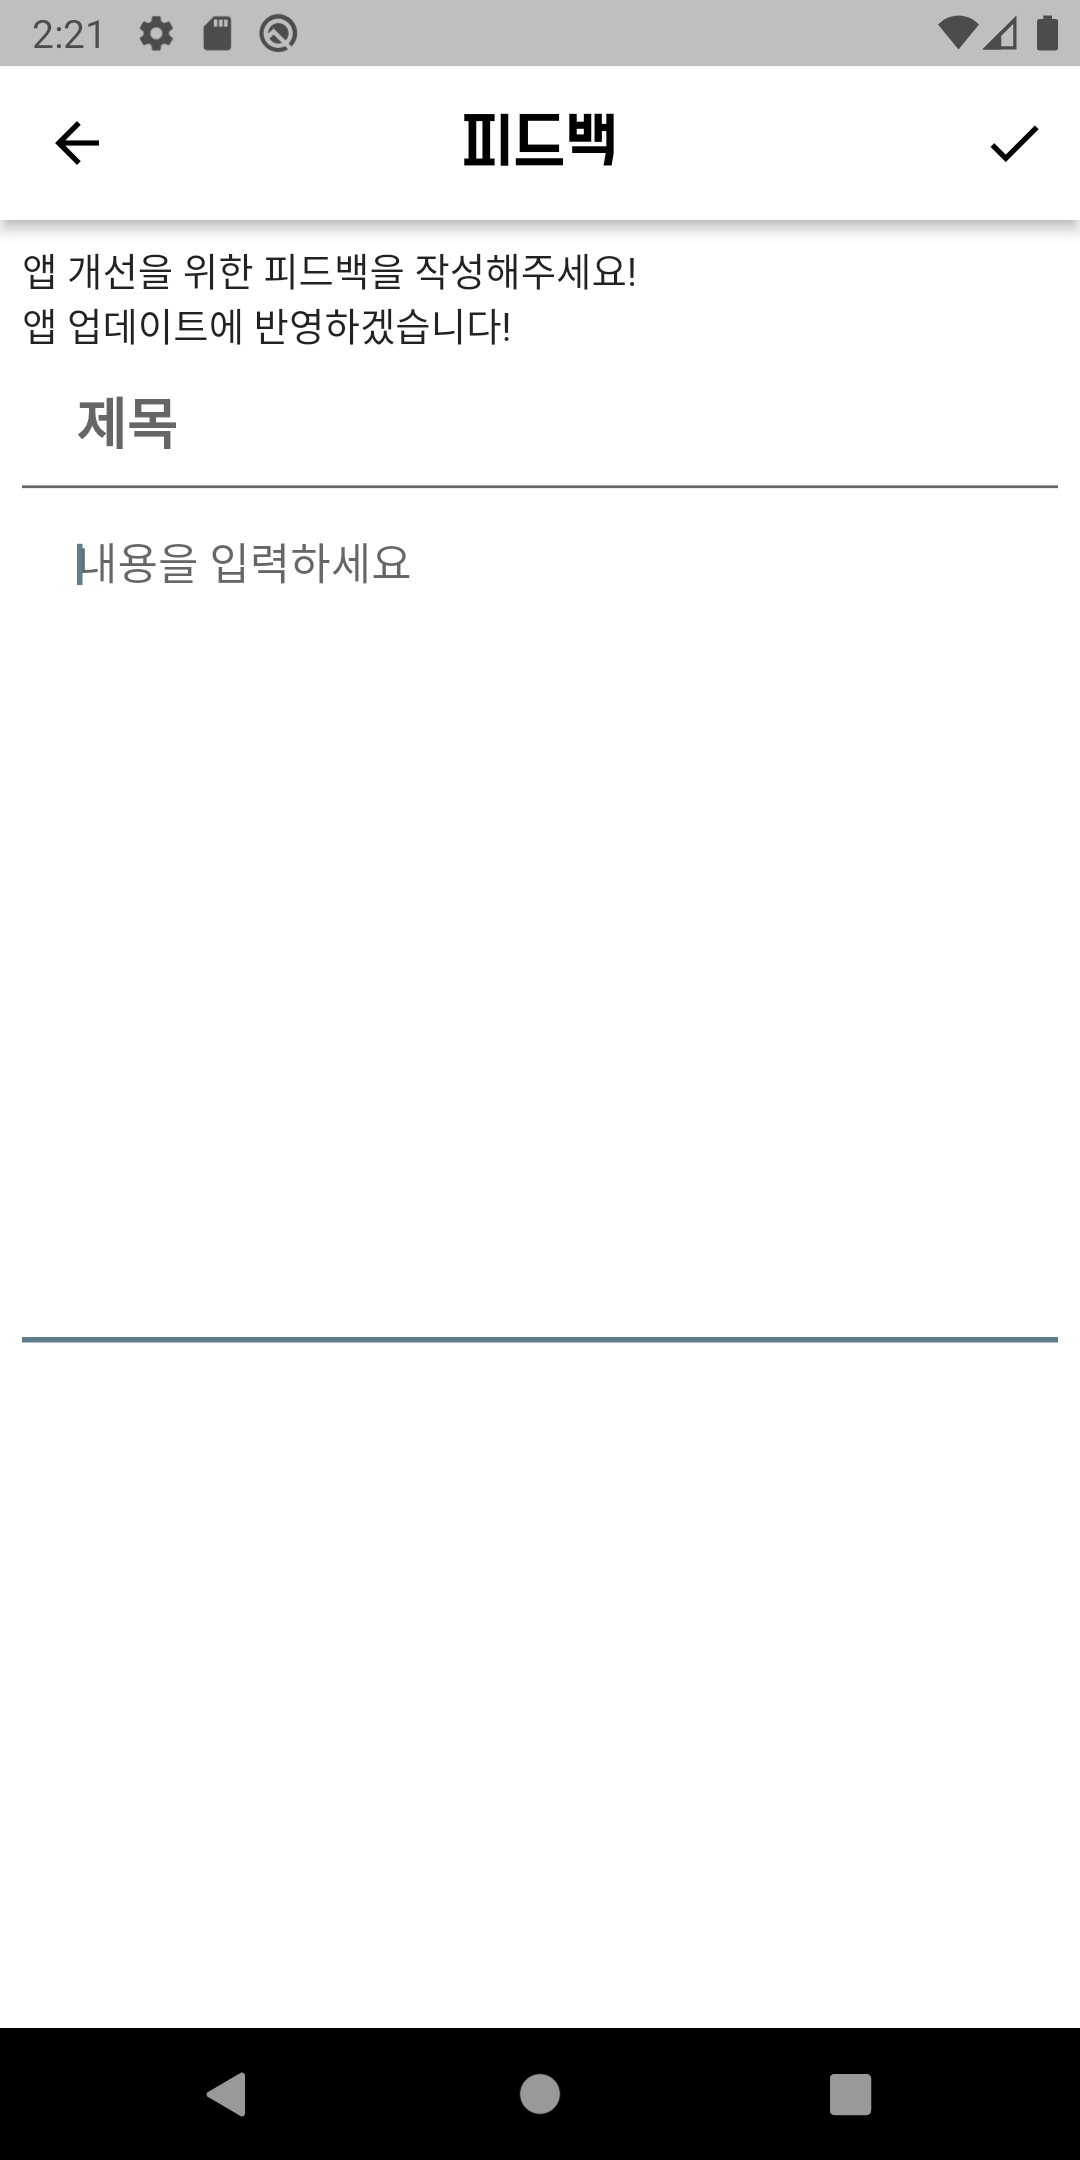 2:21
피드백
앱 개선을 위한 피드백을 작성해주세요!
앱 업데이트에 반영하겠습니다!
제목
내용을 입력하세요